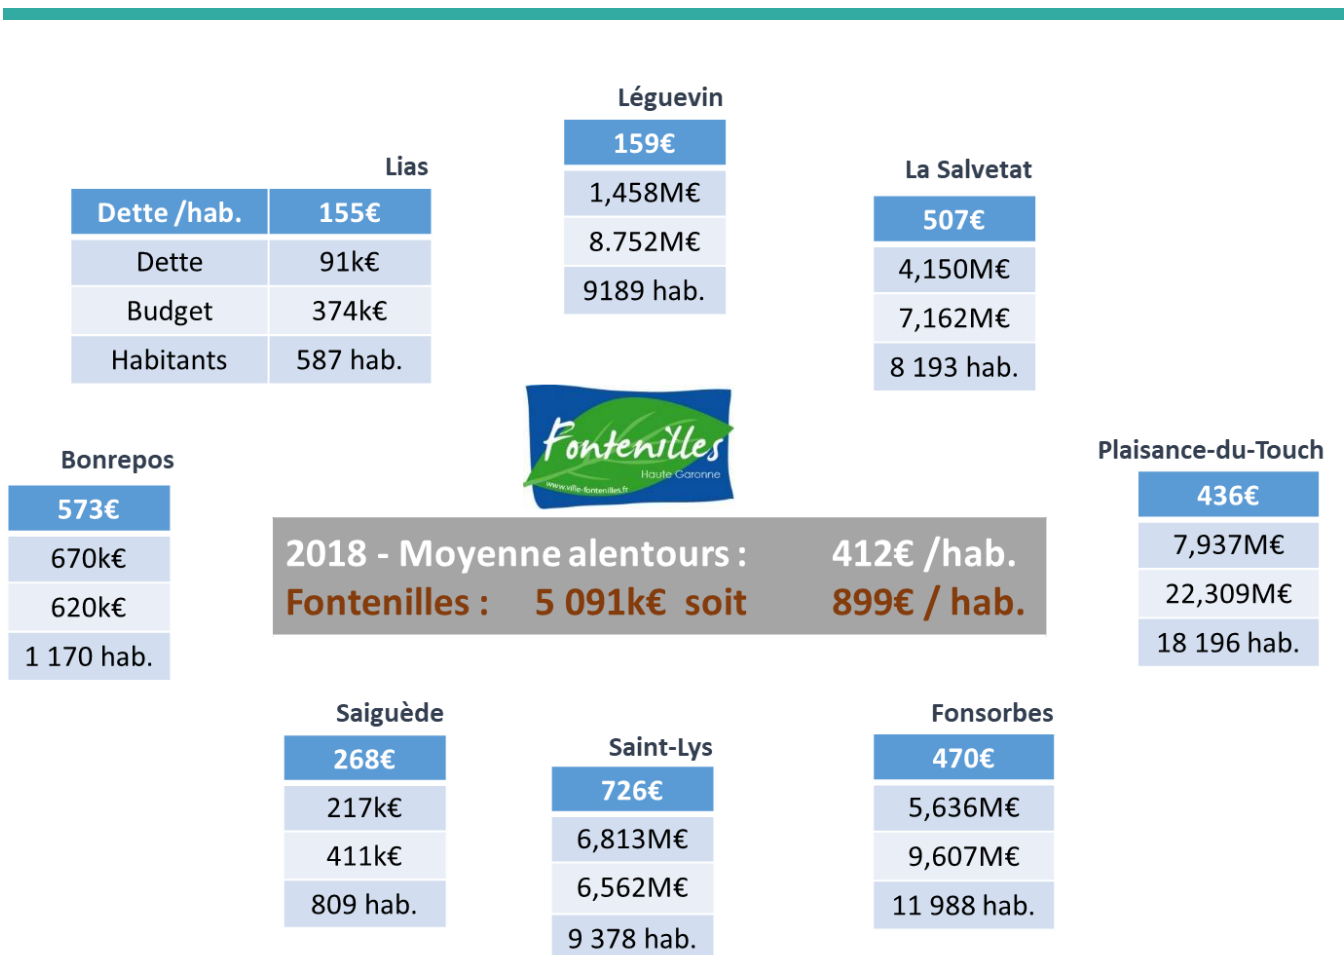 Léguevin
159€
1,458M€
8.752M€
9189 hab.
Lias
Dette /hab. 155€
Dette 91k€
Budget 374k€
Habitants 587 hab.
La Salvetat
507€
4,150M€
7,162M€
8 193 hab.
Fontenilles
Haute Garonne
www.ville-fontenilles.fr
Bonrepos
573€
670k€
620k€
1 170 hab.
2018 - Moyenne alentours : 412€ /hab.
Fontenilles : 5 091k€ soit 899€ / hab.
Plaisance-du-Touch
436€
7,937M€
22,309M€
18 196 hab.
Saiguède
268€
217k€
411k€
809 hab.
Saint-Lys
726€
6,813M€
6,562M€
9 378 hab.
Fonsorbes
470€
5,636M€
9,607M€
11 988 hab.